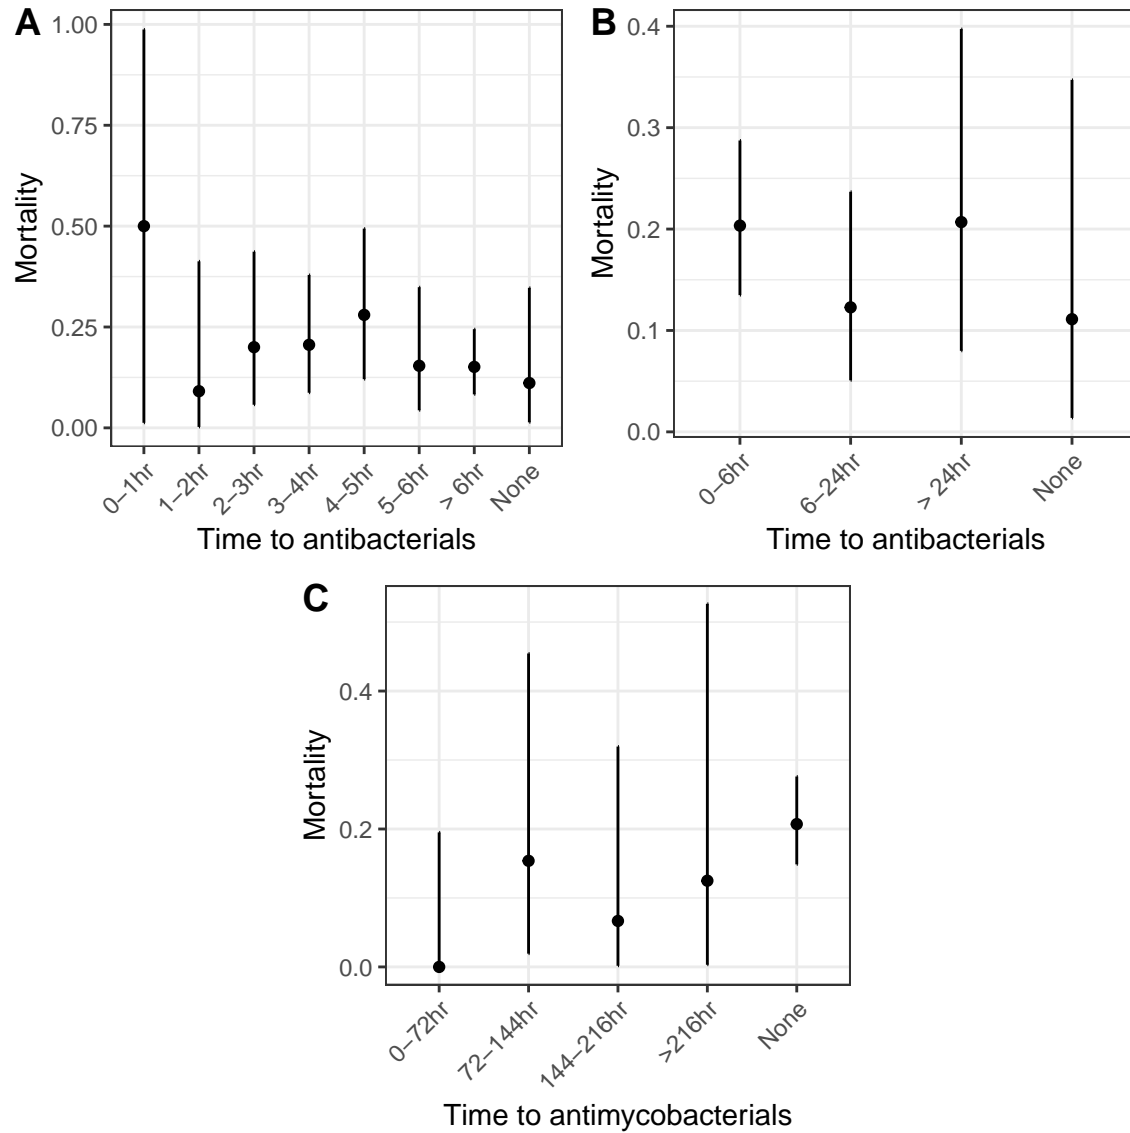 A
Mortality
1.00
0.75
0.50
0.25
0.00
0–1hr
1–2hr
2–3hr
3–4hr
4–5hr
5–6hr
> 6hr
None
Time to antibacterials
B
Mortality
0.4
0.3
0.2
0.1
0.0
0–6hr
6–24hr
> 24hr
None
Time to antibacterials
C
Mortality
0.4
0.2
0.0
0–72hr
72–144hr
144–216hr
>216hr
None
Time to antimycobacterials